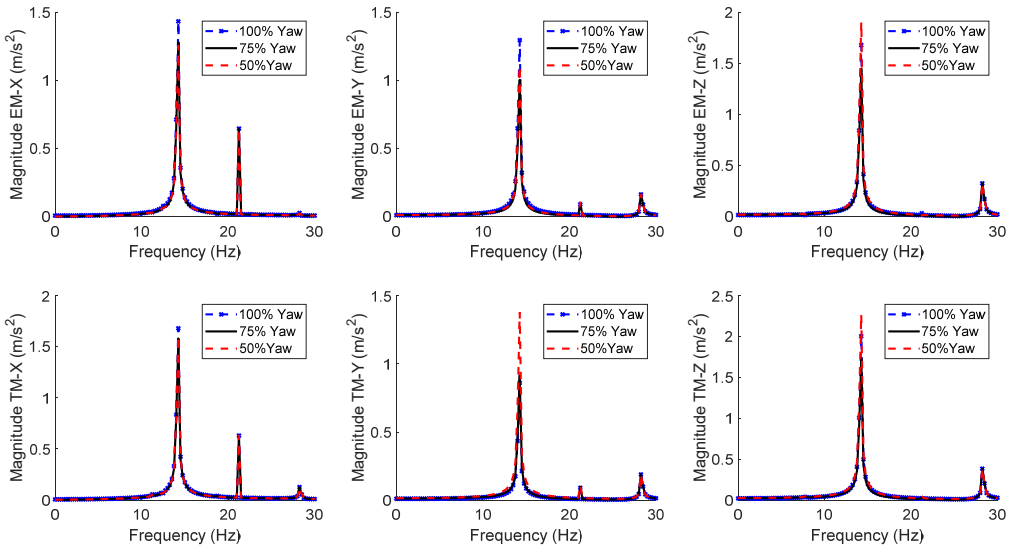 Magnitude EM-X (m/s²)
1.5
1
0.5
0
100% Yaw
75% Yaw
50%Yaw
0 10 20 30
Frequency (Hz)
Magnitude EM-Y (m/s²)
1.5
1
0.5
0
100% Yaw
75% Yaw
50%Yaw
0 10 20 30
Frequency (Hz)
Magnitude EM-Z (m/s²)
2
1.5
1
0.5
0
100% Yaw
75% Yaw
50%Yaw
0 10 20 30
Frequency (Hz)
Magnitude TM-X (m/s²)
2
1.5
1
0.5
0
100% Yaw
75% Yaw
50%Yaw
0 10 20 30
Frequency (Hz)
Magnitude TM-Y (m/s²)
1.5
1
0.5
0
100% Yaw
75% Yaw
50%Yaw
0 10 20 30
Frequency (Hz)
Magnitude TM-Z (m/s²)
2.5
2
1.5
1
0.5
0
100% Yaw
75% Yaw
50%Yaw
0 10 20 30
Frequency (Hz)